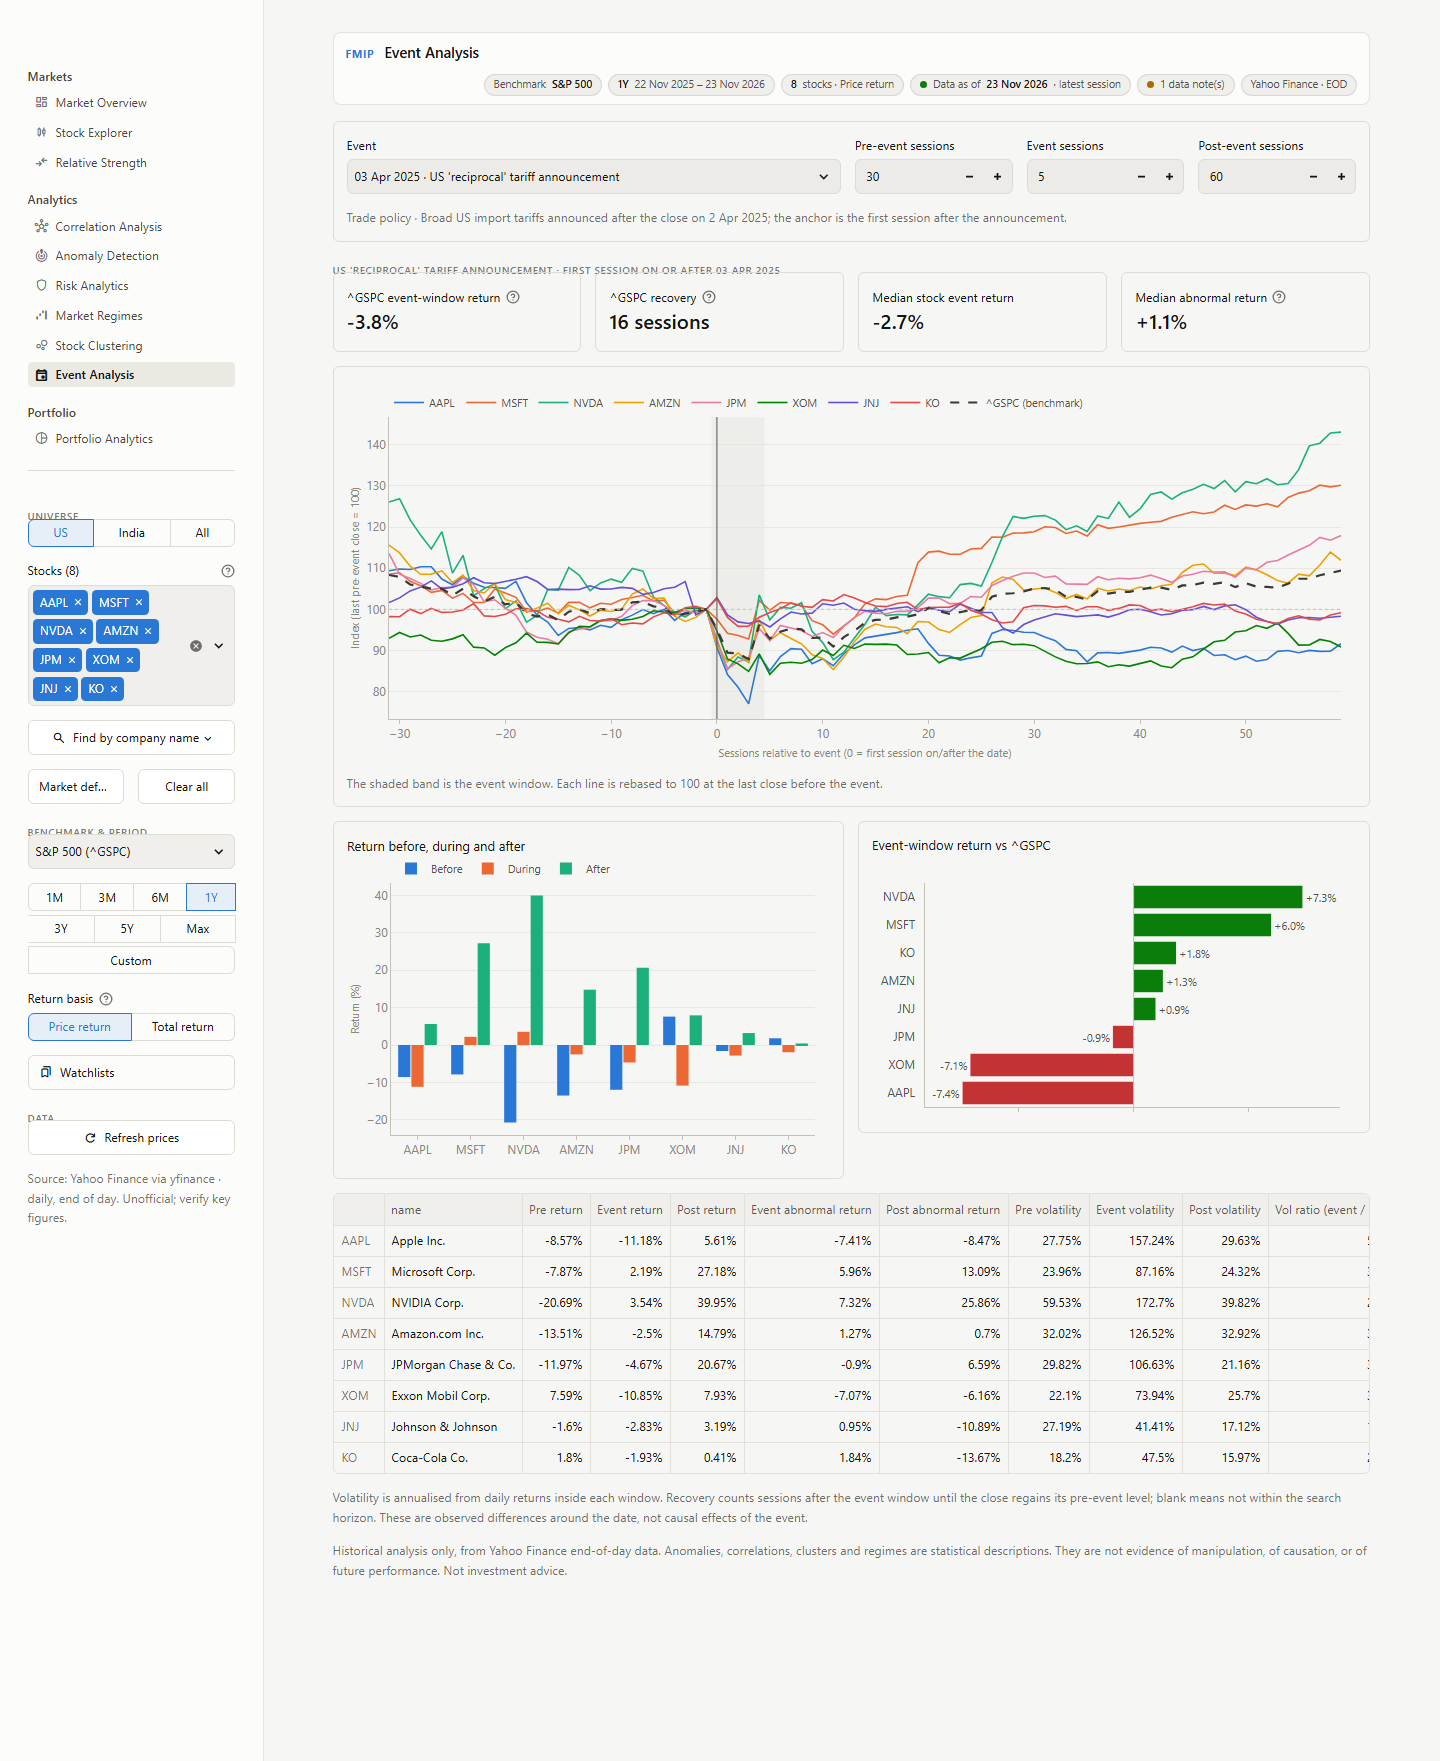 Markets
Market Overview
Stock Explorer
Relative Strength
Analytics
Correlation Analysis
Anomaly Detection
Risk Analytics
Market Regimes
Stock Clustering
Event Analysis
Portfolio
Portfolio Analytics
UNIVERSE
US India All
Stocks (8)
AAPL × MSFT ×
NVDA × AMZN ×
JPM × XOM ×
JNJ × KO ×
Find by company name
Market def... Clear all
BENCHMARK & PERIOD
S&P 500 (^GSPC)
1M 3M 6M 1Y
3Y 5Y Max
Custom
Return basis
Price return Total return
Watchlists
DATA
Refresh prices
Source: Yahoo Finance via yfinance ·
daily, end of day. Unofficial; verify key
figures.
FMIP Event Analysis
Benchmark S&P 500 1Y 22 Nov 2025 – 23 Nov 2026 8 stocks · Price return Data as of 23 Nov 2026 · latest session 1 data note(s) Yahoo Finance · EOD
Event Pre-event sessions Event sessions Post-event sessions
03 Apr 2025 · US 'reciprocal' tariff announcement 30 − + 5 − + 60 − +
Trade policy · Broad US import tariffs announced after the close on 2 Apr 2025; the anchor is the first session after the announcement.
US 'RECIPROCAL' TARIFF ANNOUNCEMENT · FIRST SESSION ON OR AFTER 03 APR 2025
^GSPC event-window return ^GSPC recovery Median stock event return Median abnormal return
-3.8% 16 sessions -2.7% +1.1%
AAPL MSFT NVDA AMZN JPM XOM JNJ KO ^GSPC (benchmark)
Index (last pre-event close = 100)
140
130
120
110
100
90
80
−30 −20 −10 0 10 20 30 40 50
Sessions relative to event (0 = first session on/after the date)
The shaded band is the event window. Each line is rebased to 100 at the last close before the event.
Return before, during and after
Before During After
Return (%)
40
30
20
10
0
−10
−20
AAPL MSFT NVDA AMZN JPM XOM JNJ KO
Event-window return vs ^GSPC
NVDA +7.3%
MSFT +6.0%
KO +1.8%
AMZN +1.3%
JNJ +0.9%
JPM -0.9%
XOM -7.1%
AAPL -7.4%
name Pre return Event return Post return Event abnormal return Post abnormal return Pre volatility Event volatility Post volatility Vol ratio (event /
AAPL Apple Inc. -8.57% -11.18% 5.61% -7.41% -8.47% 27.75% 157.24% 29.63%
MSFT Microsoft Corp. -7.87% 2.19% 27.18% 5.96% 13.09% 23.96% 87.16% 24.32%
NVDA NVIDIA Corp. -20.69% 3.54% 39.95% 7.32% 25.86% 59.53% 172.7% 39.82%
AMZN Amazon.com Inc. -13.51% -2.5% 14.79% 1.27% 0.7% 32.02% 126.52% 32.92%
JPM JPMorgan Chase & Co. -11.97% -4.67% 20.67% -0.9% 6.59% 29.82% 106.63% 21.16%
XOM Exxon Mobil Corp. 7.59% -10.85% 7.93% -7.07% -6.16% 22.1% 73.94% 25.7%
JNJ Johnson & Johnson -1.6% -2.83% 3.19% 0.95% -10.89% 27.19% 41.41% 17.12%
KO Coca-Cola Co. 1.8% -1.93% 0.41% 1.84% -13.67% 18.2% 47.5% 15.97%
Volatility is annualised from daily returns inside each window. Recovery counts sessions after the event window until the close regains its pre-event level; blank means not within the search
horizon. These are observed differences around the date, not causal effects of the event.
Historical analysis only, from Yahoo Finance end-of-day data. Anomalies, correlations, clusters and regimes are statistical descriptions. They are not evidence of manipulation, of causation, or of
future performance. Not investment advice.